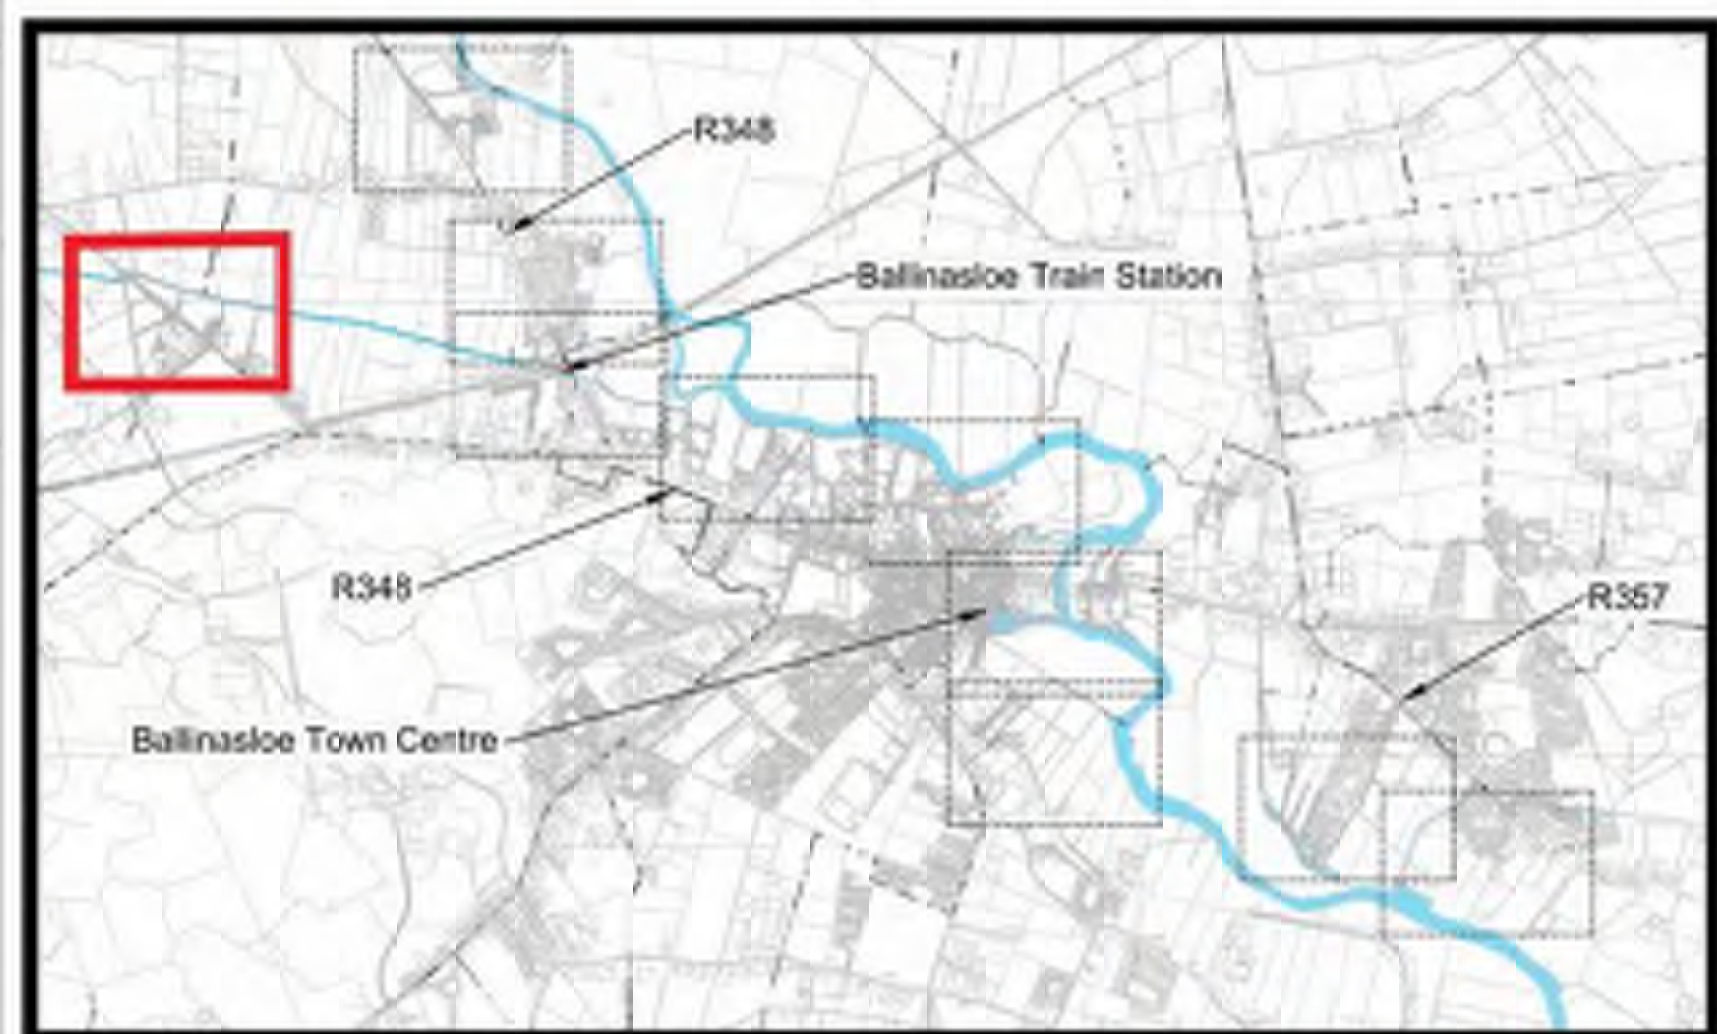 R348
Ballinasloe Train Station
R348
R357
Ballinasloe Town Centre